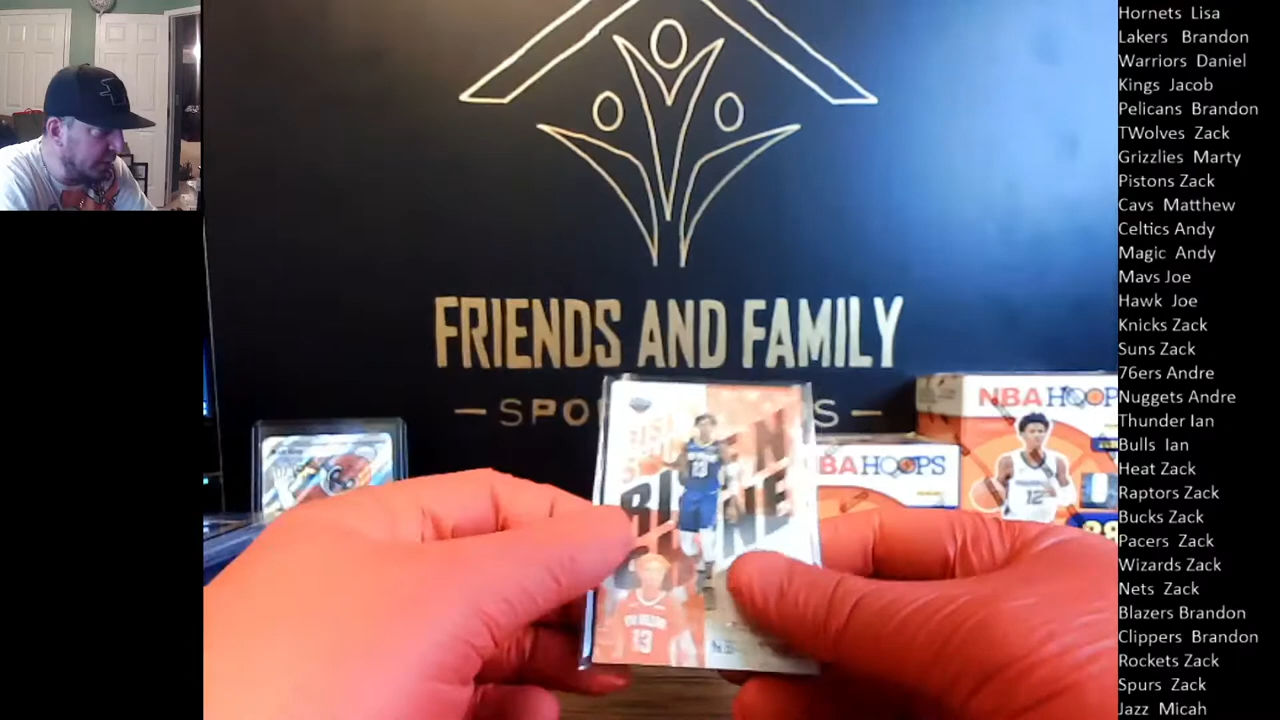 Hornets Lisa
Lakers Brandon
Warriors Daniel
Kings Jacob
Pelicans Brandon
TWolves Zack
Grizzlies Marty
Pistons Zack
Cavs Matthew
Celtics Andy
Magic Andy
Mavs Joe
Hawk Joe
Knicks Zack
Suns Zack
76ers Andre
Nuggets Andre
Thunder Ian
Bulls Ian
Heat Zack
Raptors Zack
Bucks Zack
Pacers Zack
Wizards Zack
Nets Zack
Blazers Brandon
Clippers Brandon
Rockets Zack
Spurs Zack
Jazz Micah
FRIENDS AND FAMILY
NBA HOOPS
12
13
13